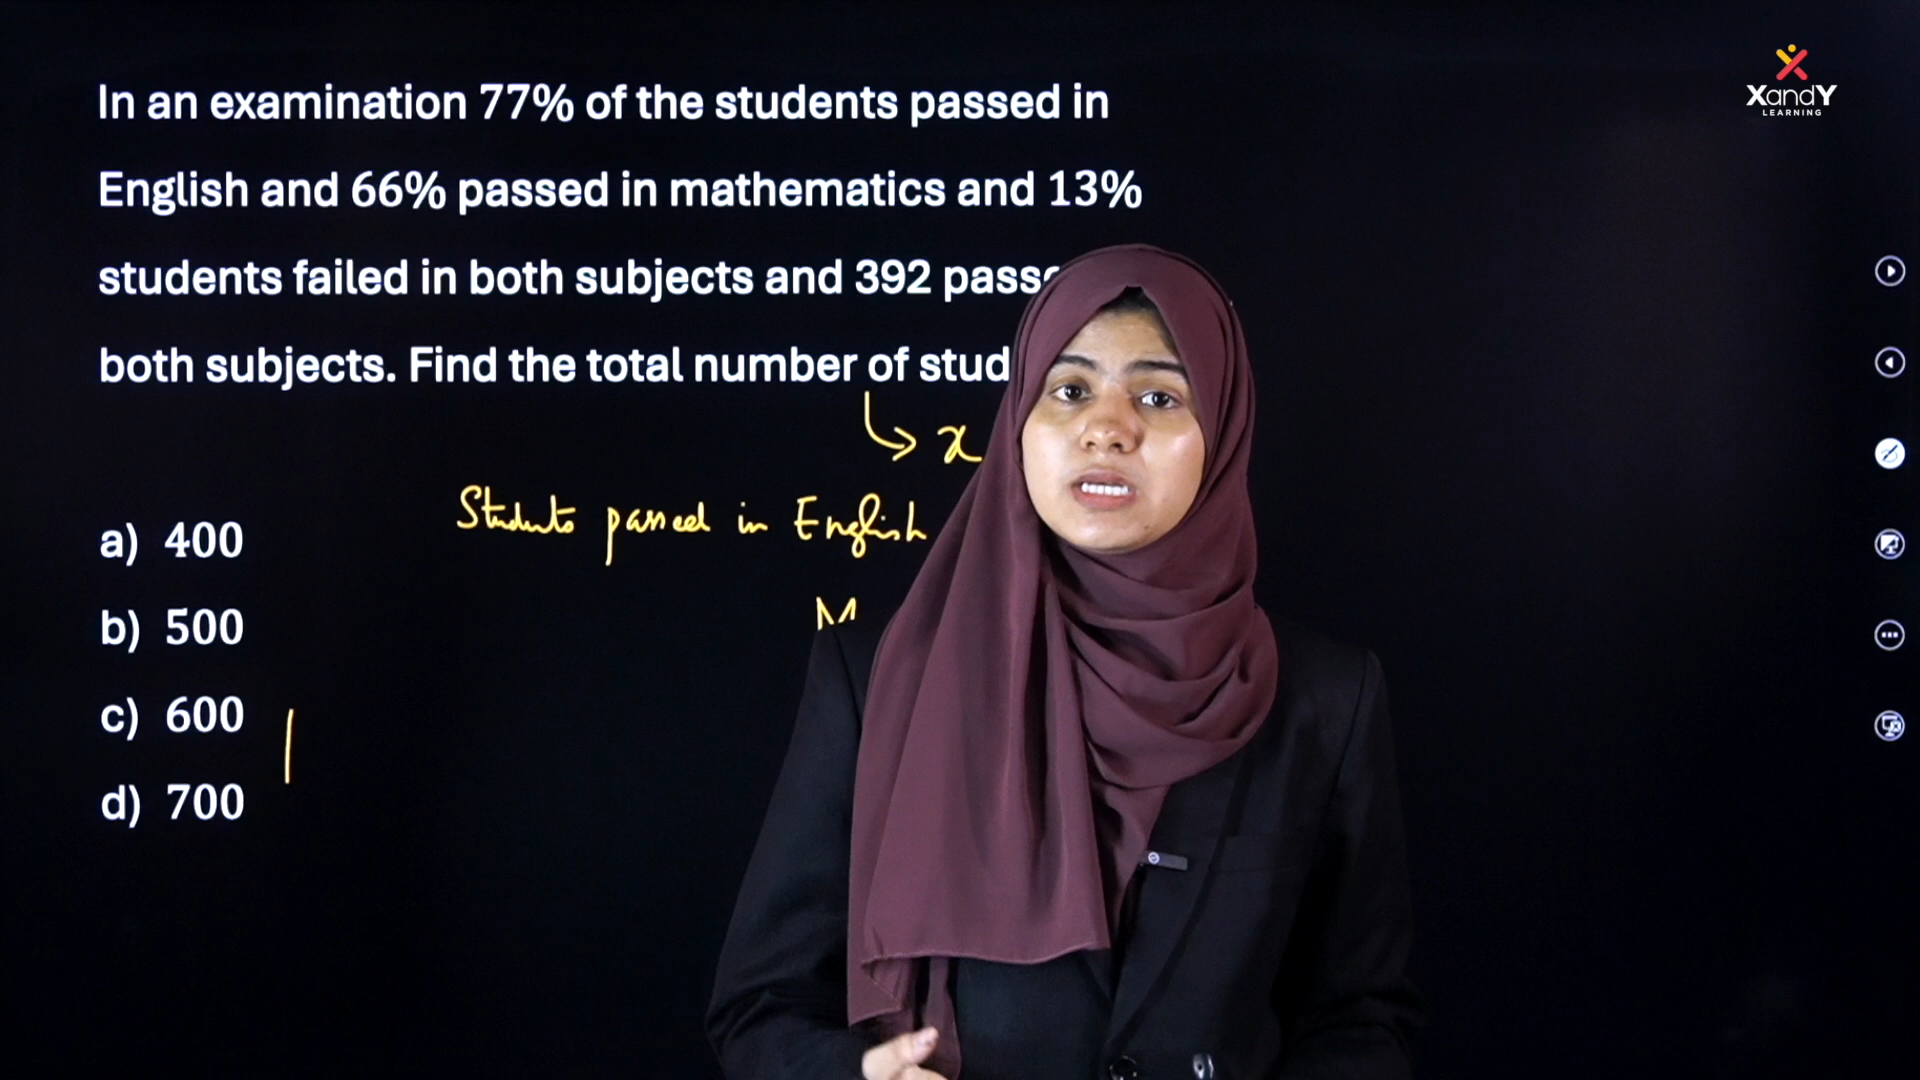 XandY
LEARNING
In an examination 77% of the students passed in
English and 66% passed in mathematics and 13%
students failed in both subjects and 392
both subjects. Find the total number of
x
Students passed in English
M
a) 400
b) 500
c) 600
d) 700